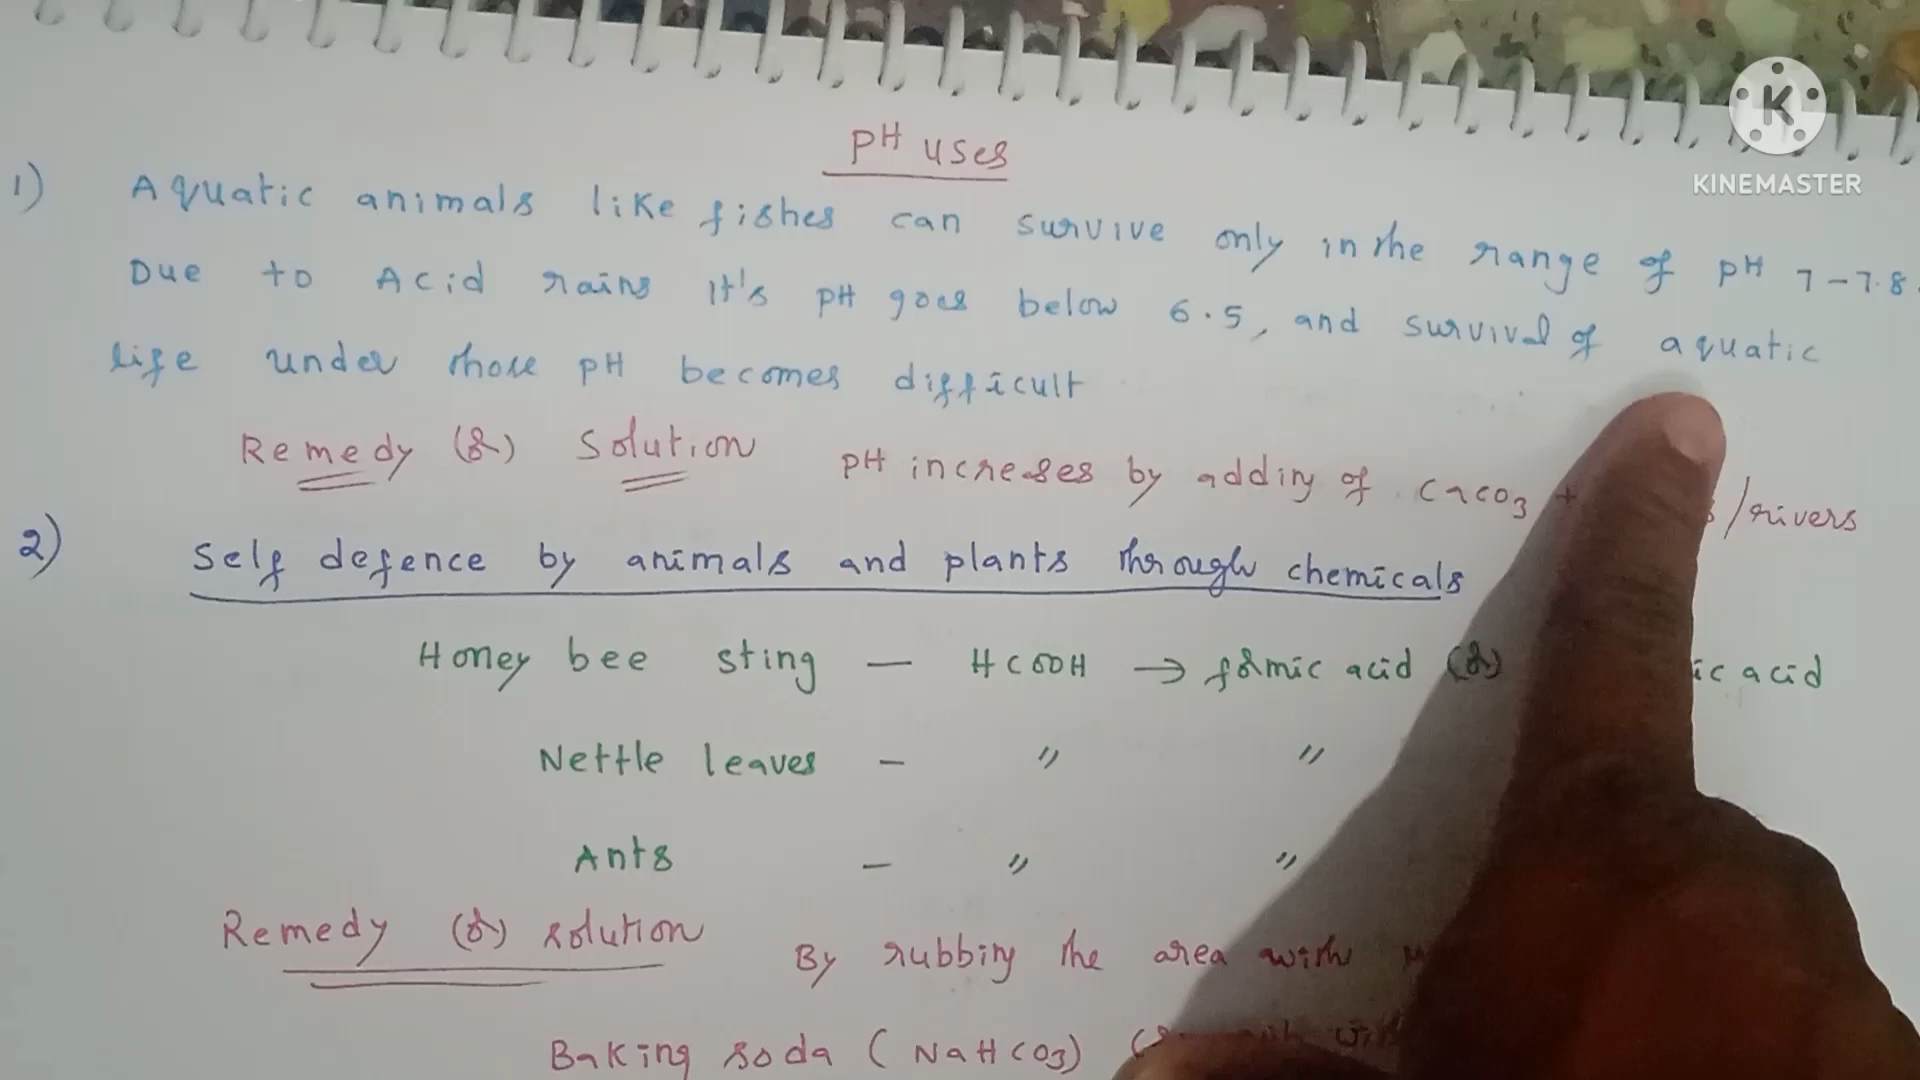 KINEMASTER
pH uses
1) Aquatic animals like fishes can survive only in the range of pH 7-7.8.
Due to Acid rains It's pH goes below 6.5, and survival of aquatic
life under those pH becomes difficult
Remedy (or) Solution pH increases by adding of CaCO3 /rivers
2) Self defence by animals and plants through chemicals
Honey bee sting — HCOOH → formic acid (or) ic acid
Nettle leaves - " "
Ants - " "
Remedy (or) solution By rubbing the area with
Baking soda (NaHCO3)